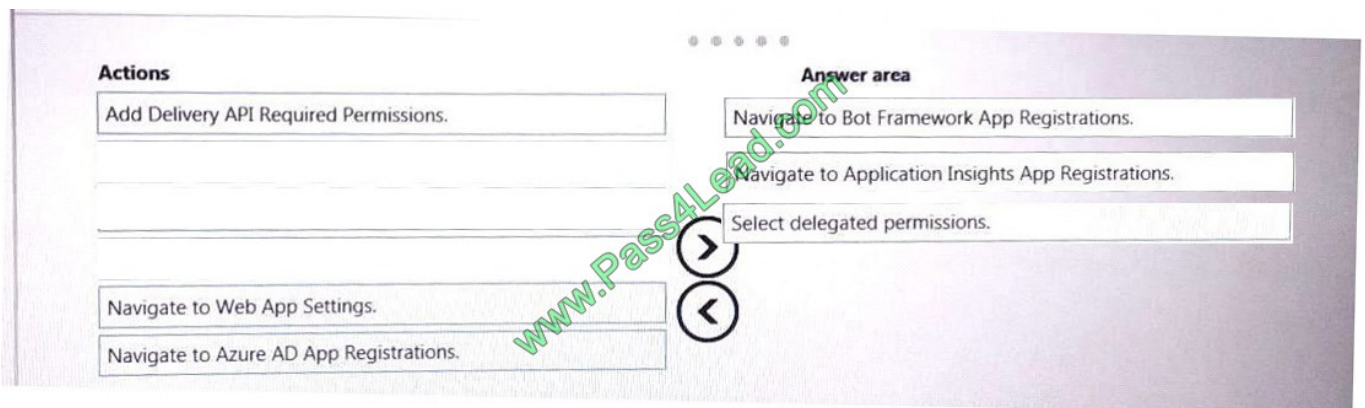 Actions
Add Delivery API Required Permissions.
Navigate to Web App Settings.
Navigate to Azure AD App Registrations.
Answer area
Navigate to Bot Framework App Registrations.
Navigate to Application Insights App Registrations.
Select delegated permissions.
www.Pass4Lead.com